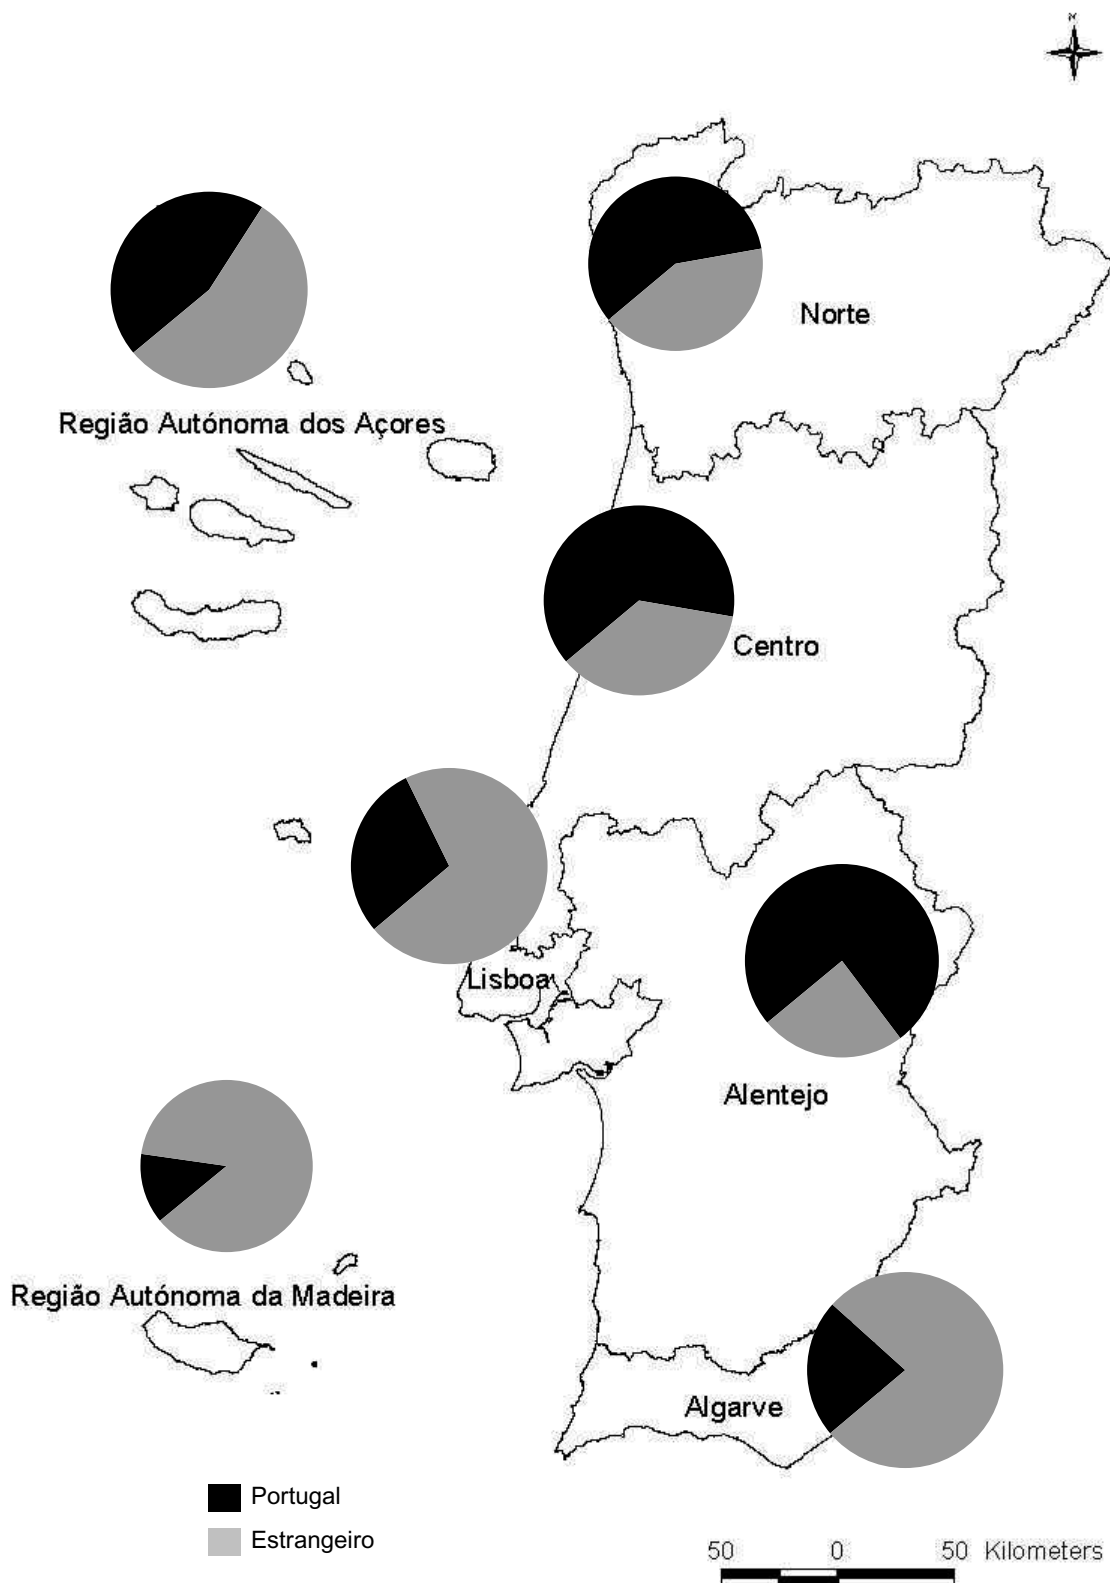 N
Norte
Região Autónoma dos Açores
Centro
Lisboa
Alentejo
Região Autónoma da Madeira
Algarve
Portugal
Estrangeiro
50 0 50 Kilometers